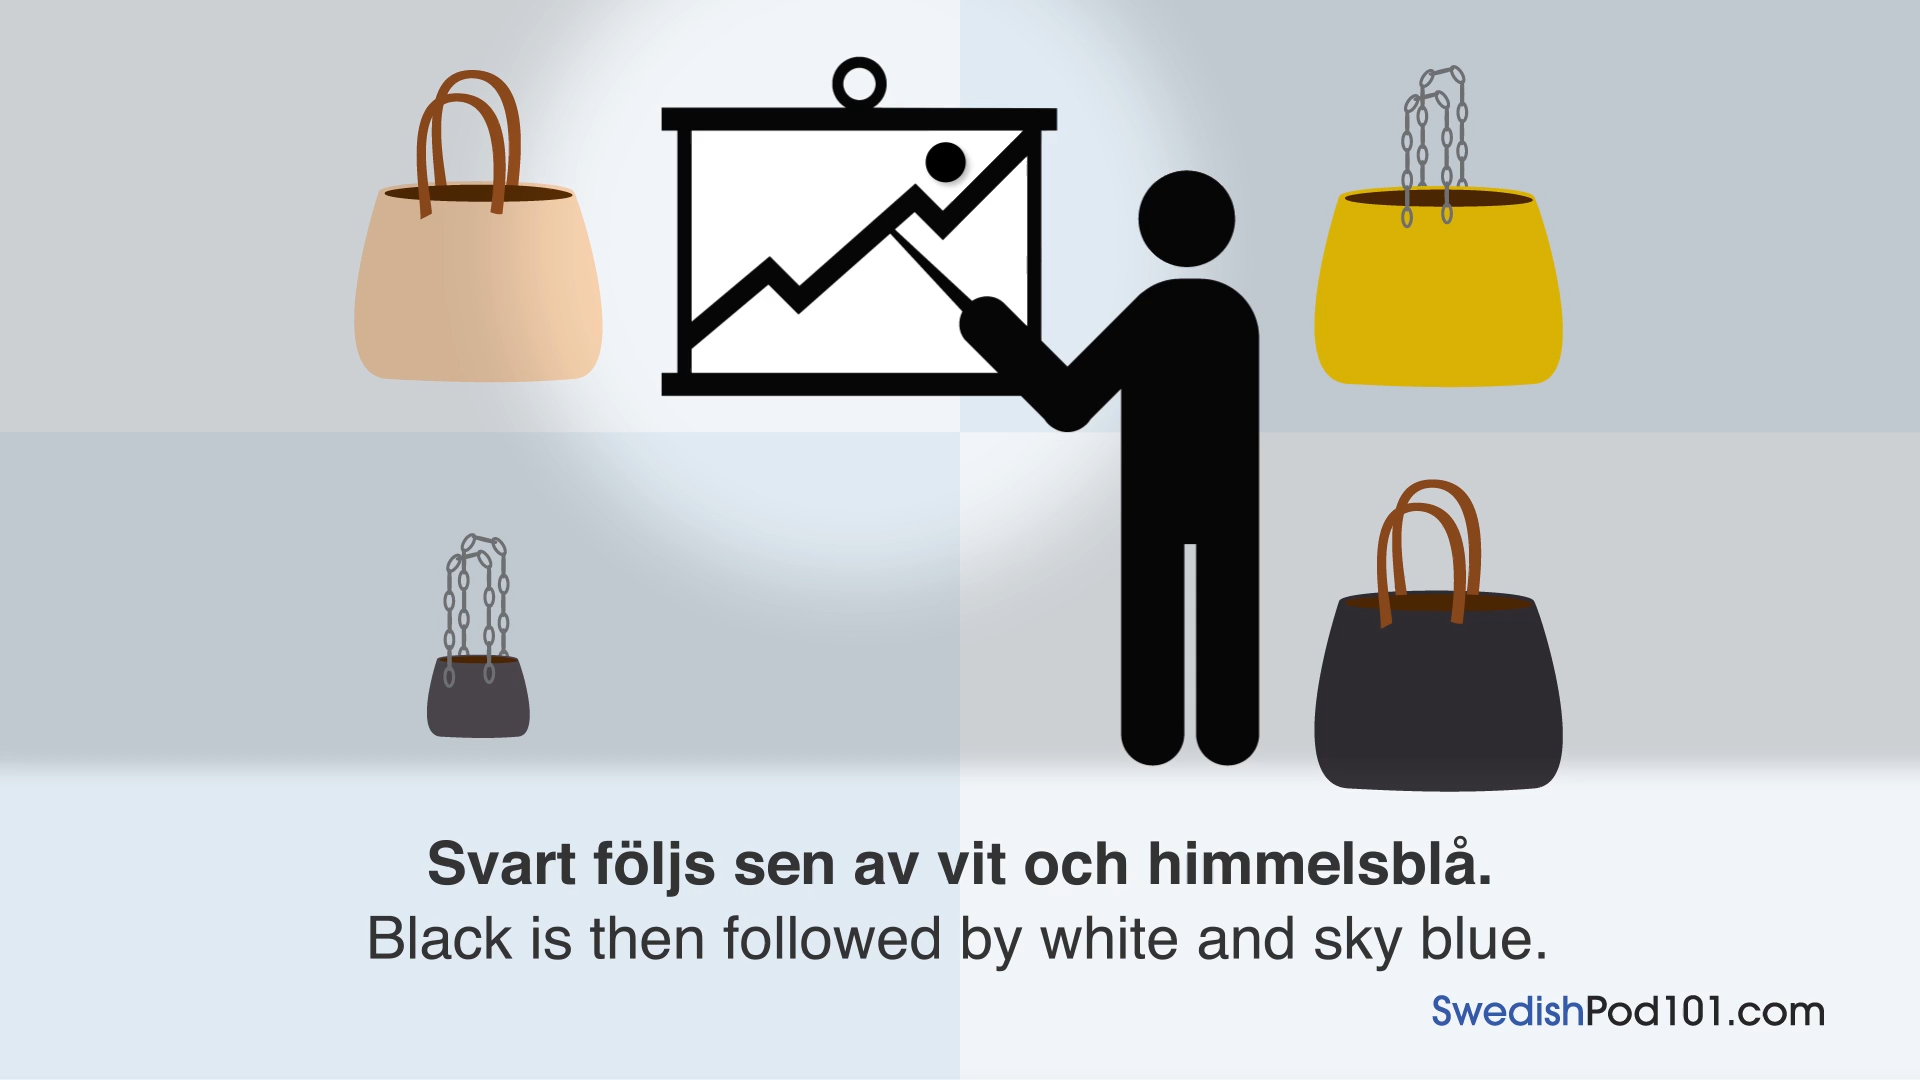 Svart följs sen av vit och himmelsblå.
Black is then followed by white and sky blue.
SwedishPod101.com